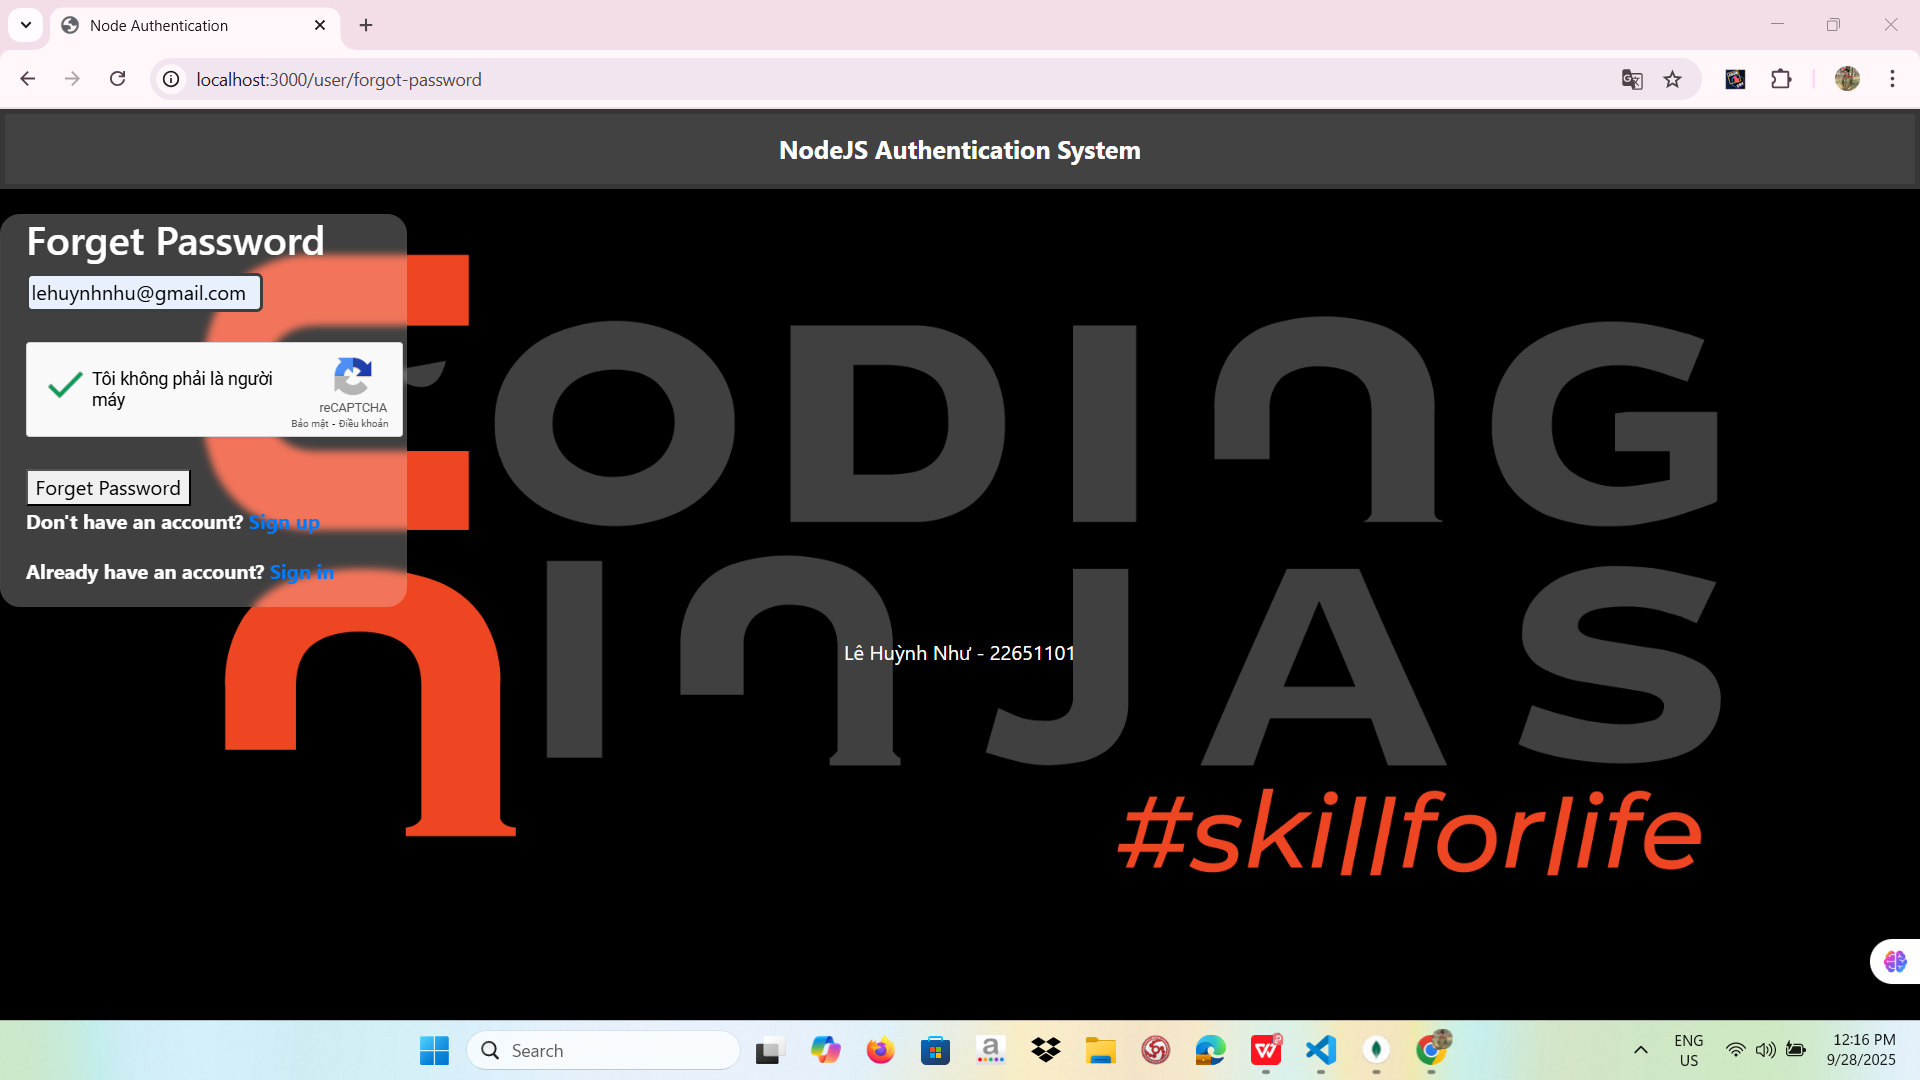 Node Authentication
localhost:3000/user/forgot-password
NodeJS Authentication System
Forget Password
lehuynhnhu@gmail.com
Tôi không phải là người
máy
reCAPTCHA
Bảo mật - Điều khoản
Forget Password
Don't have an account? Sign up
Already have an account? Sign in
CODING
NINJAS
Lê Huỳnh Như - 22651101
#skillforlife
Search
ENG
US
12:16 PM
9/28/2025